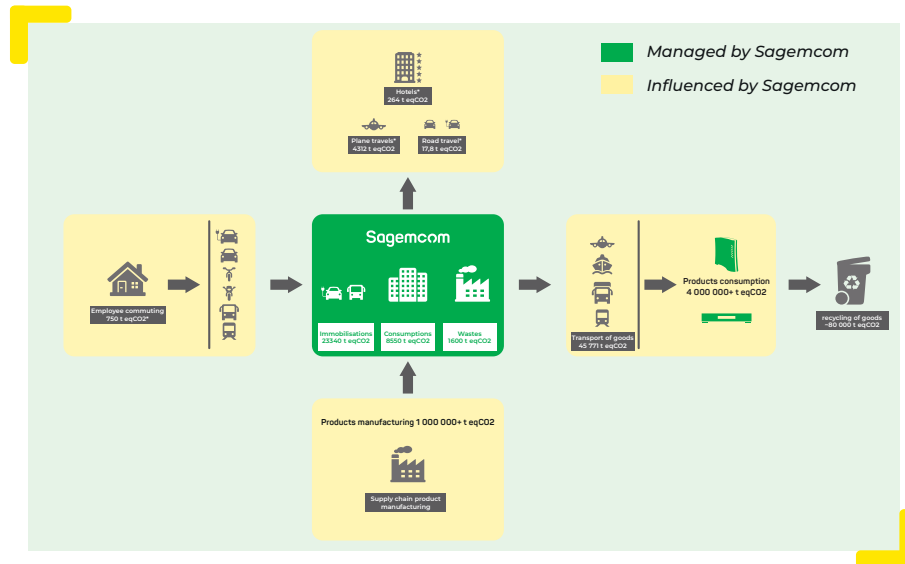 Managed by Sagemcom
Influenced by Sagemcom
Hotels*
264 t eqCO2
Plane travels*
4312 t eqCO2
Road travel*
17,8 t eqCO2
Employee commuting
750 t eqCO2*
Sagemcom
Immobilisations
23340 t eqCO2
Consumptions
8550 t eqCO2
Wastes
1600 t eqCO2
Transport of goods
45 771 t eqCO2
Products consumption
4 000 000+ t eqCO2
recycling of goods
~80 000 t eqCO2
Products manufacturing 1 000 000+ t eqCO2
Supply chain product
manufacturing